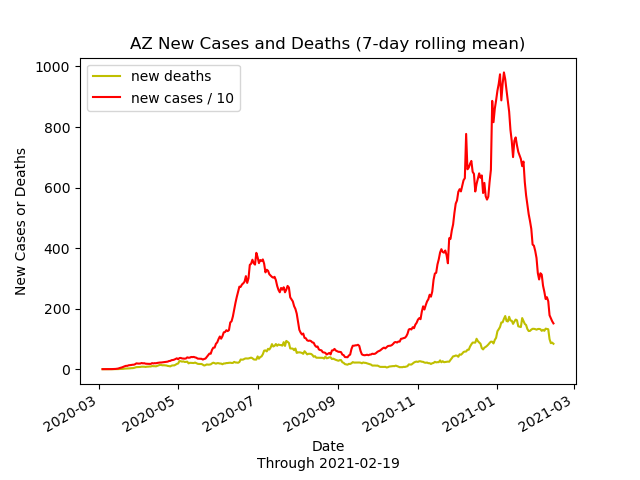 AZ New Cases and Deaths (7-day rolling mean)
new deaths
new cases / 10
New Cases or Deaths
1000
800
600
400
200
0
2020-03
2020-05
2020-07
2020-09
2020-11
2021-01
2021-03
Date
Through 2021-02-19